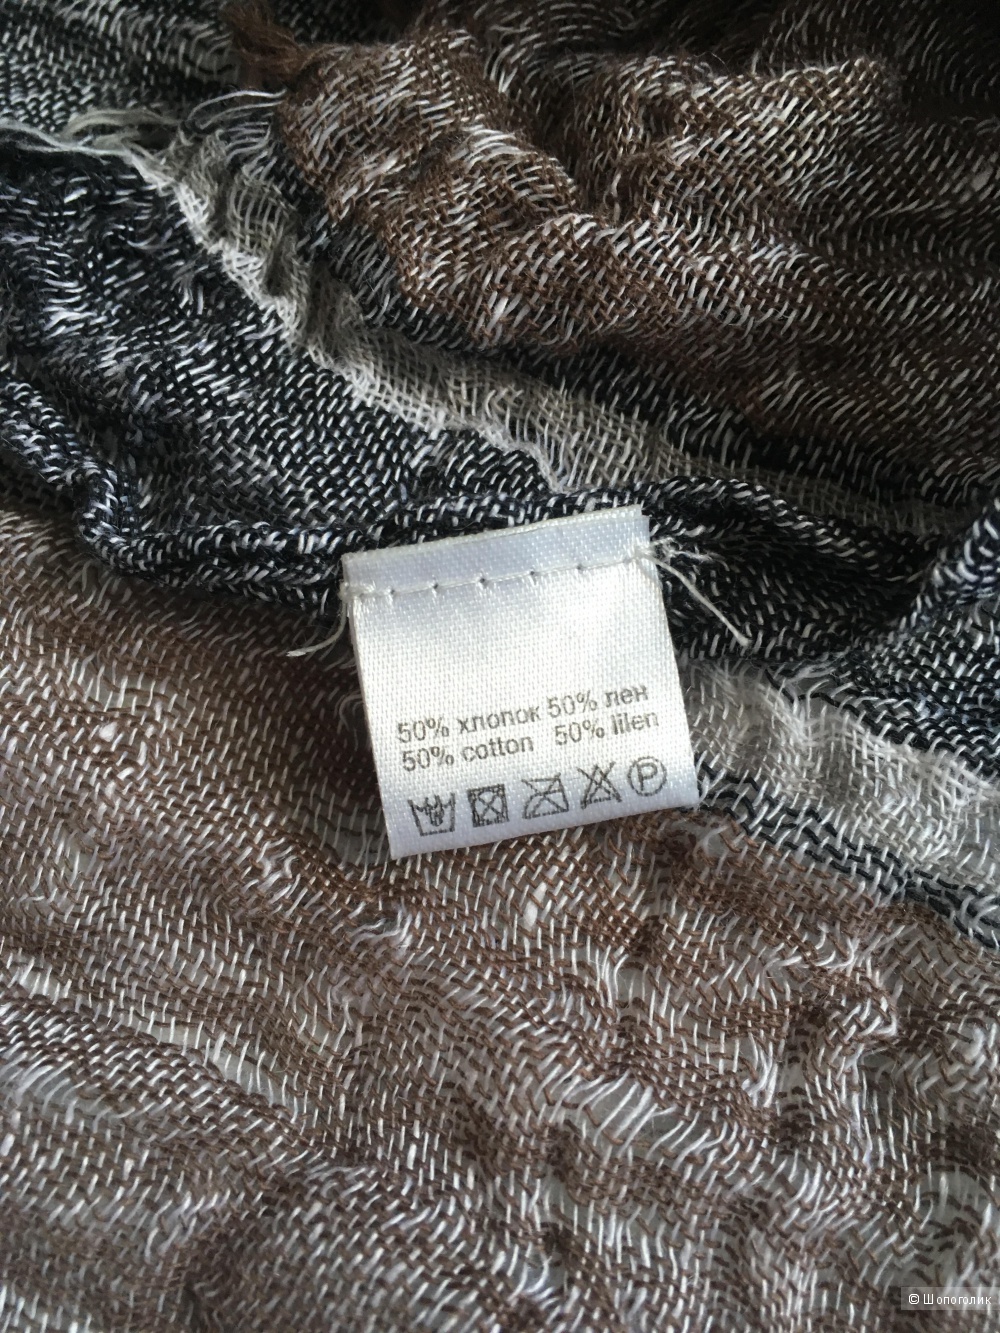 50% хлопок 50% лен
50% cotton 50% lilen
P
© Шопоголик